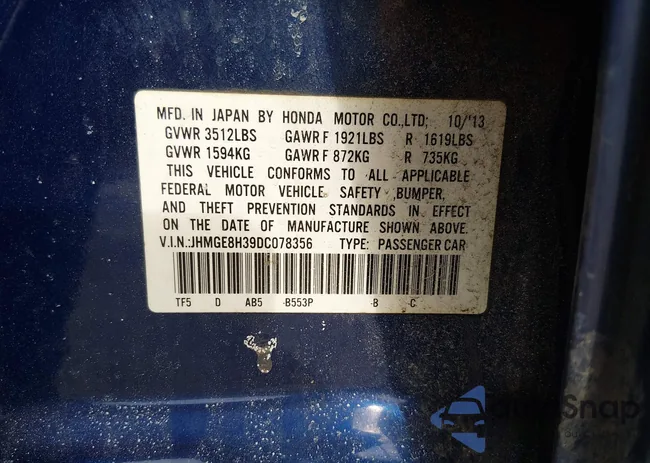 MFD. IN JAPAN BY HONDA MOTOR CO.,LTD; 10/'13
GVWR 3512LBS GAWR F 1921LBS R 1619LBS
GVWR 1594KG GAWR F 872KG R 735KG
THIS VEHICLE CONFORMS TO ALL APPLICABLE
FEDERAL MOTOR VEHICLE SAFETY ,BUMPER,
AND THEFT PREVENTION STANDARDS IN EFFECT
ON THE DATE OF MANUFACTURE SHOWN ABOVE.
V.I.N.:JHMGE8H39DC078356 TYPE: PASSENGER CAR
TF5 D AB5 B553P B C
AutoSnap